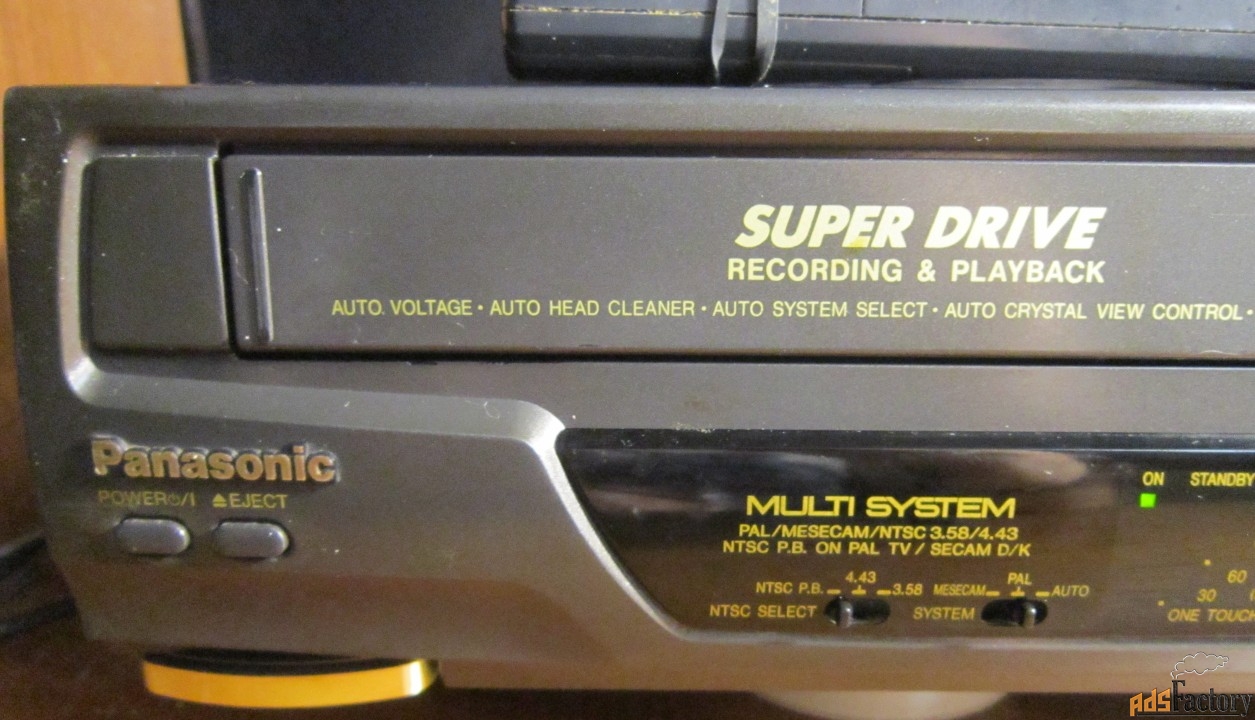 SUPER DRIVE
RECORDING & PLAYBACK
AUTO VOLTAGE · AUTO HEAD CLEANER · AUTO SYSTEM SELECT · AUTO CRYSTAL VIEW CONTROL ·
Panasonic
POWER⏻/I ⏏EJECT
ON STANDBY
MULTI SYSTEM
PAL/MESECAM/NTSC 3.58/4.43
NTSC P.B. ON PAL TV / SECAM D/K
4.43 PAL 60
NTSC P.B. 3.58 MESECAM AUTO 30
NTSC SELECT SYSTEM ONE TOUCH
AdsFactory